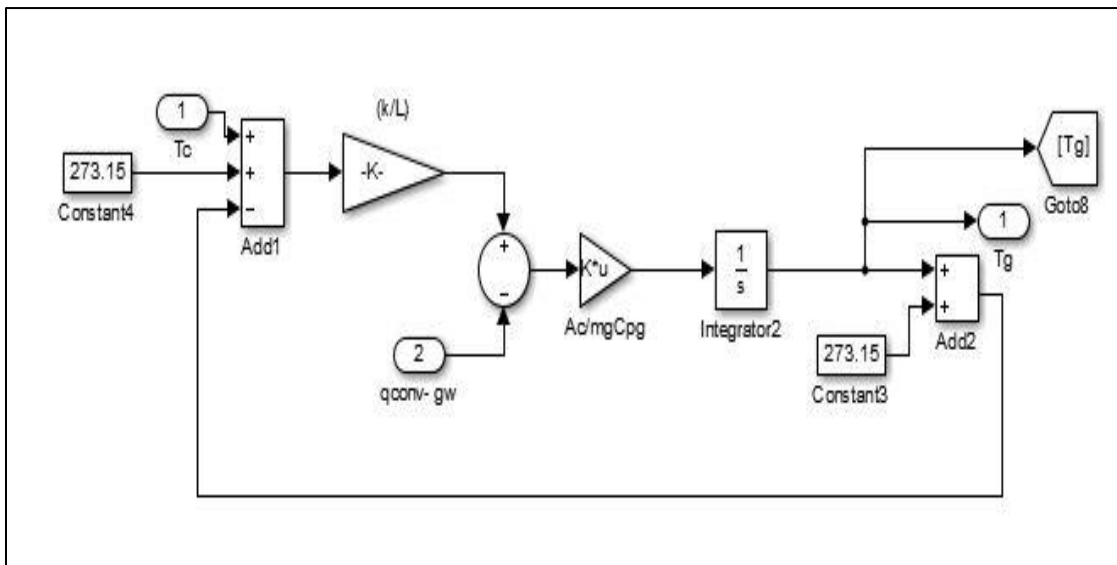 (k/L)
1
Tc
+
+
−
-K-
273.15
Constant4
Add1
[Tg]
Goto8
1
Tg
+
−
K*u
Ac/mgCpg
1
s
Integrator2
+
+
Add2
2
qconv- gw
273.15
Constant3